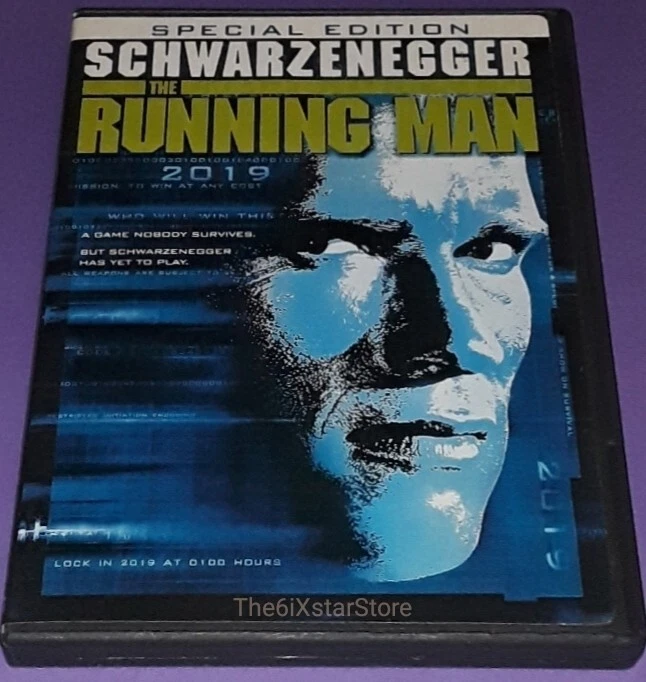 SPECIAL EDITION
SCHWARZENEGGER
THE
RUNNING MAN
2019
MISSION: TO WIN AT ANY COST
WHO WILL WIN THIS
A GAME NOBODY SURVIVES.
BUT SCHWARZENEGGER
HAS YET TO PLAY.
ALL WEAPONS ARE SUBJECT TO
2019
LOCK IN 2019 AT 0100 HOURS
The6iXstarStore